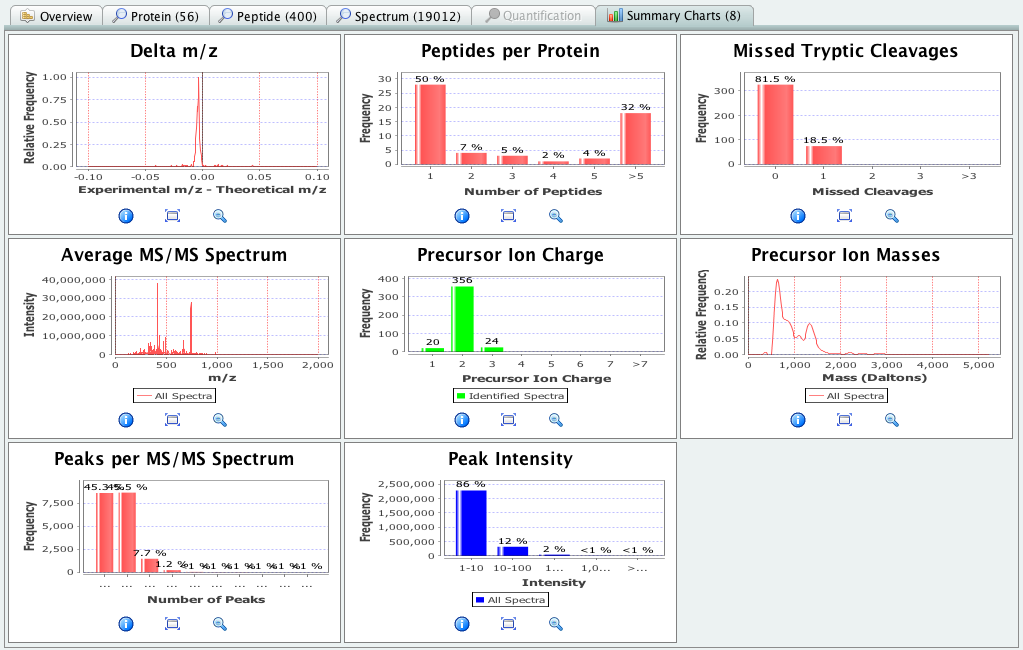 Overview
Protein (56)
Peptide (400)
Spectrum (19012)
Quantification
Summary Charts (8)
Delta m/z
Relative Frequency
1.00
0.75
0.50
0.25
0.00
-0.10 -0.05 0.00 0.05 0.10
Experimental m/z - Theoretical m/z
Peptides per Protein
Frequency
30
25
20
15
10
5
0
50 % 7 % 5 % 2 % 4 % 32 %
1 2 3 4 5 >5
Number of Peptides
Missed Tryptic Cleavages
Frequency
300
200
100
0
81.5 % 18.5 %
0 1 2 3 >3
Missed Cleavages
Average MS/MS Spectrum
Intensity
40,000,000
30,000,000
20,000,000
10,000,000
0
0 500 1,000 1,500 2,000
m/z
All Spectra
Precursor Ion Charge
Frequency
400
300
200
100
0
20 356 24
1 2 3 4 5 6 7 >7
Precursor Ion Charge
Identified Spectra
Precursor Ion Masses
Relative Frequency
0.20
0.15
0.10
0.05
0.00
0 1,000 2,000 3,000 4,000 5,000
Mass (Daltons)
All Spectra
Peaks per MS/MS Spectrum
Frequency
7,500
5,000
2,500
0
7.7 % 1.2 % <1 % <1 % <1 % <1 % <1 % <1 %
... ... ... ... ... ... ... ... ... ...
Number of Peaks
Peak Intensity
Frequency
2,500,000
2,000,000
1,500,000
1,000,000
500,000
0
86 % 12 % 2 % <1 % <1 %
1-10 10-100 1... 1,0... >...
Intensity
All Spectra